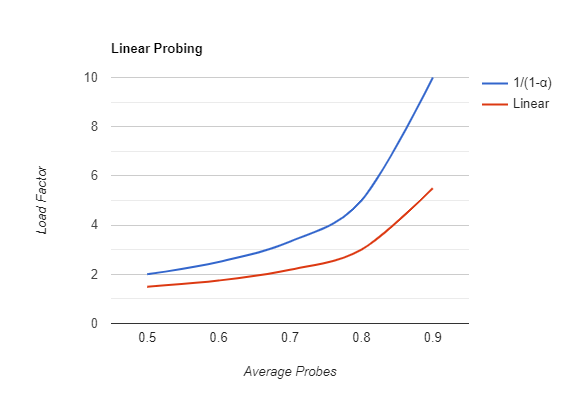 Linear Probing
10
8
6
4
2
0
Load Factor
0.5 0.6 0.7 0.8 0.9
Average Probes
1/(1-α)
Linear